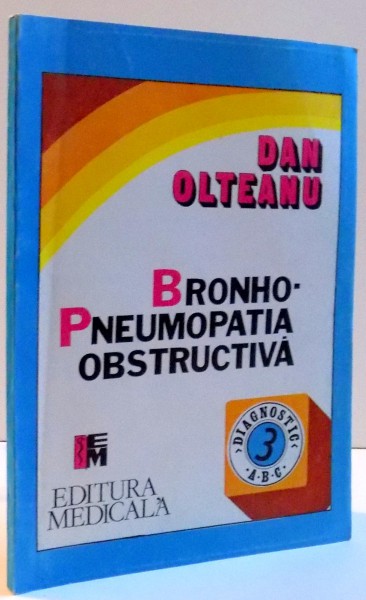 DAN
OLTEANU
BRONHO-
PNEUMOPATIA
OBSTRUCTIVĂ
EM
EDITURA
MEDICALĂ
DIAGNOSTIC
3
A·B·C